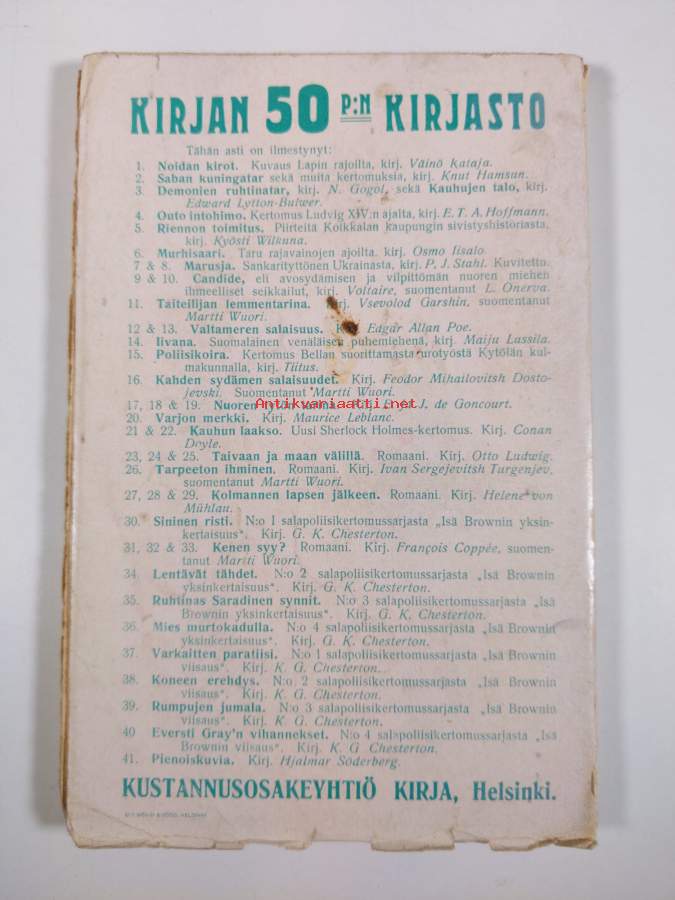 KIRJAN 50 P:N KIRJASTO
Tähän asti on ilmestynyt:
1. Noidan kirot. Kuvaus Lapin rajoilta, kirj. Väinö Kataja.
2. Saban kuningatar sekä muita kertomuksia, kirj. Knut Hamsun.
3. Demonien ruhtinatar, kirj. N. Gogol, sekä Kauhujen talo, kirj.
Edward Lytton-Bulwer.
4. Outo intohimo. Kertomus Ludvig XIV:n ajalta, kirj. E. T. A. Hoffmann.
5. Riennon toimitus. Piirteitä Koikkalan kaupungin sivistyshistoriasta,
kirj. Kyösti Wilkuna.
6. Murhisaari. Taru rajavainojen ajoilta, kirj. Osmo Iisalo.
7 & 8. Marusja. Sankarityttönen Ukrainasta, kirj. P. J. Stahl. Kuvitettu.
9 & 10. Candide, eli avosydämisen ja vilpittömän nuoren miehen
ihmeelliset seikkailut, kirj. Voltaire, suomentanut L. Onerva.
11. Taiteilijan lemmentarina. Kirj. Vsevolod Garshin, suomentanut
Martti Wuori.
12 & 13. Valtameren salaisuus. Edgar Allan Poe.
14. Iivana. Suomalainen venäläisen puhemiehenä, kirj. Maiju Lassila.
15. Poliisikoira. Kertomus Bellan suorittamasta urotyöstä Kytölän kul-
makunnalla, kirj. Tiitus.
16. Kahden sydämen salaisuudet. Kirj. Feodor Mihailovitsh Dosto-
jevski. Suomentanut Martti Wuori.
17, 18 & 19. Nuoren J. de Goncourt.
Antikvariaatti.net
20. Varjon merkki. Kirj. Maurice Leblanc.
21 & 22. Kauhun laakso. Uusi Sherlock Holmes-kertomus. Kirj. Conan
Doyle.
23, 24 & 25. Taivaan ja maan välillä. Romaani. Kirj. Otto Ludwig.
26. Tarpeeton ihminen. Romaani. Kirj. Ivan Sergejevitsh Turgenjev,
suomentanut Martti Wuori.
27, 28 & 29. Kolmannen lapsen jälkeen. Romaani. Kirj. Helene von
Mühlau.
30. Sininen risti. N:o 1 salapoliisikertomussarjasta „Isä Brownin yksin-
kertaisuus“. Kirj. G. K. Chesterton.
31, 32 & 33. Kenen syy? Romaani. Kirj. François Coppée, suomen-
tanut Martti Wuori.
34. Lentävät tähdet. N:o 2 salapoliisikertomussarjasta „Isä Brownin
yksinkertaisuus“. Kirj. G. K. Chesterton.
35. Ruhtinas Saradinen synnit. N:o 3 salapoliisikertomussarjasta „Isä
Brownin yksinkertaisuus“. Kirj. G. K. Chesterton.
36. Mies murtokadulla. N:o 4 salapoliisikertomussarjasta „Isä Brownin
yksinkertaisuus“. Kirj. G. K. Chesterton.
37. Varkaitten paratiisi. N:o 1 salapoliisikertomussarjasta „Isä Brownin
viisaus“. Kirj. K. G. Chesterton.
38. Koneen erehdys. N:o 2 salapoliisikertomussarjasta „Isä Brownin
viisaus“. Kirj. K. G. Chesterton.
39. Rumpujen jumala. N:o 3 salapoliisikertomussarjasta „Isä Brownin
viisaus“. Kirj. K. G. Chesterton.
40 Eversti Gray'n vihannekset. N:o 4 salapoliisikertomussarjasta „Isä
Brownin viisaus“. Kirj. K. G Chesterton.
41. Pienoiskuvia. Kirj. Hjalmar Söderberg.
KUSTANNUSOSAKEYHTIÖ KIRJA, Helsinki.